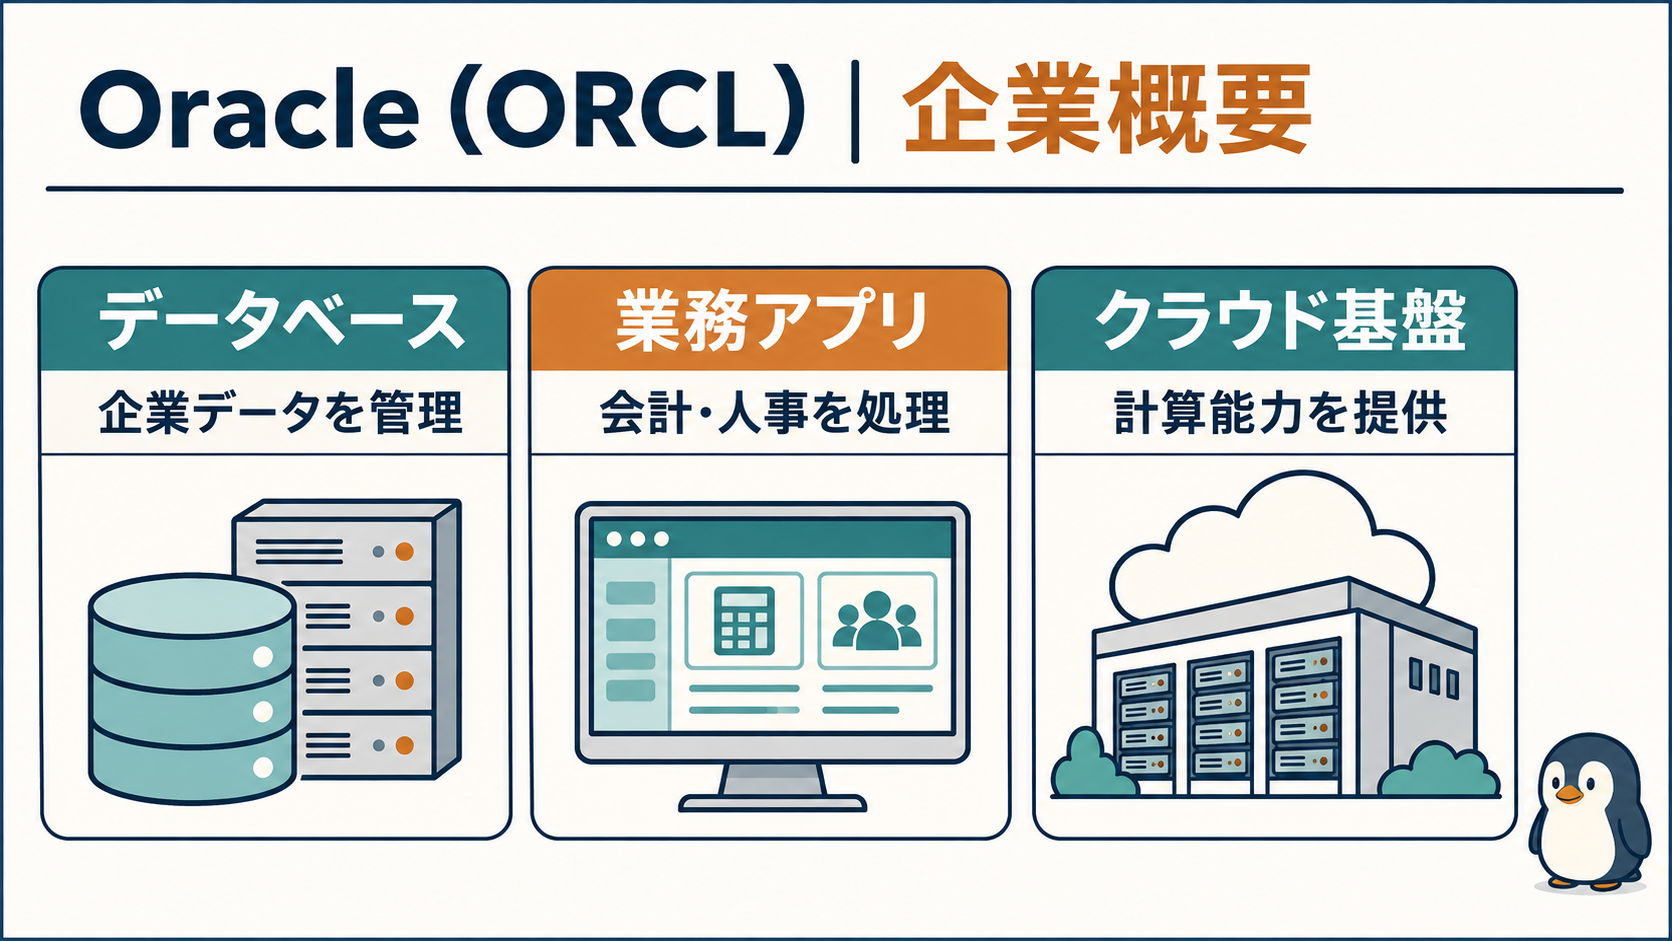 Oracle (ORCL) | 企業概要
データベース
企業データを管理
業務アプリ
会計・人事を処理
クラウド基盤
計算能力を提供